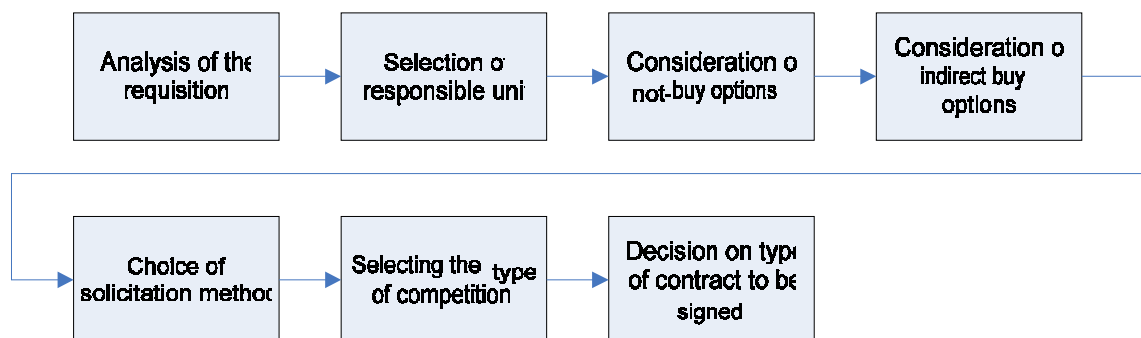 Analysis of the
requisition
Selection o
responsible uni
Consideration o
not-buy options
Consideration o
indirect buy
options
Choice of
solicitation method
Selecting the type
of competition
Decision on type
of contract to be
signed